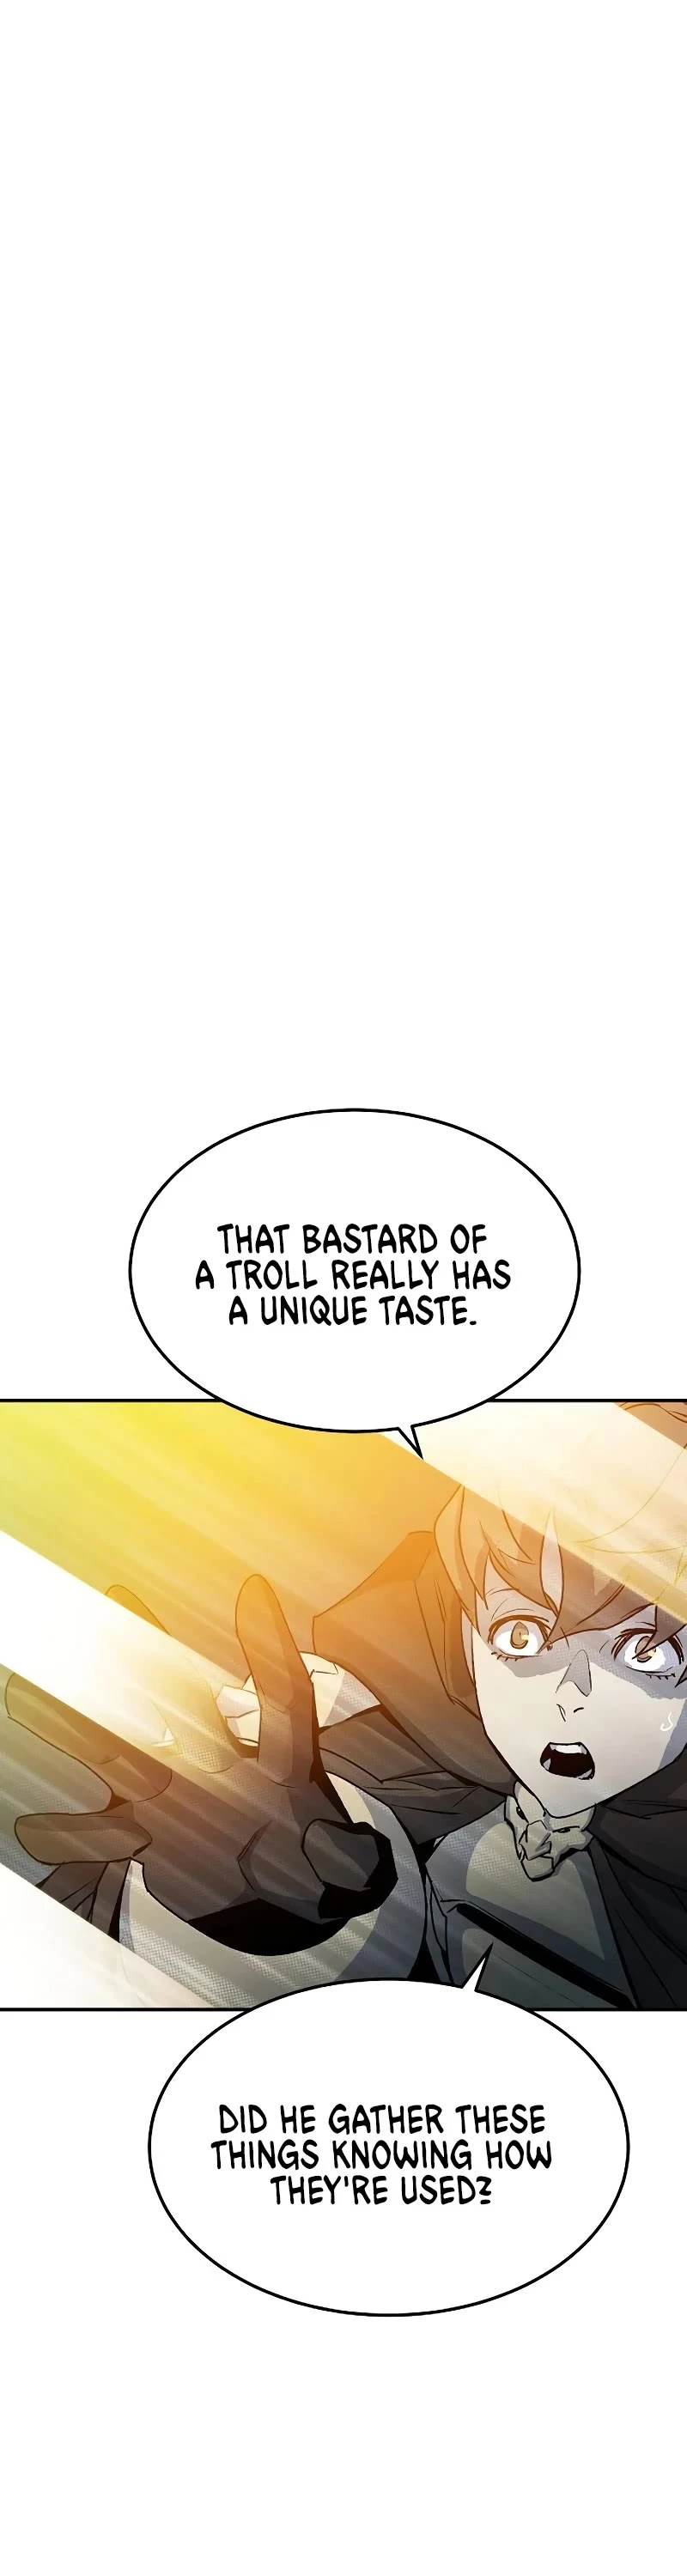 THAT BASTARD OF
A TROLL REALLY HAS
A UNIQUE TASTE.
DID HE GATHER THESE
THINGS KNOWING HOW
THEY'RE USED?